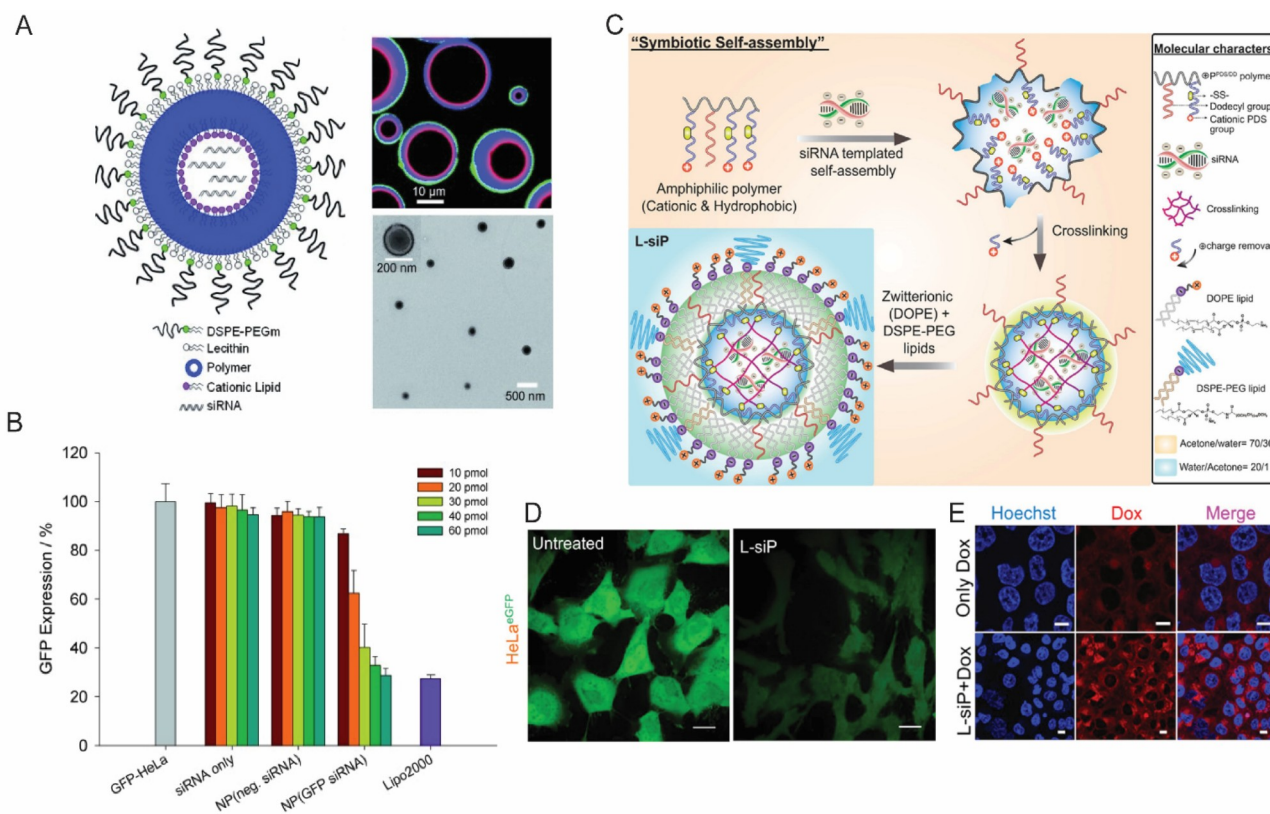 A
10 μm
200 nm
500 nm
DSPE-PEGm
Lecithin
Polymer
Cationic Lipid
siRNA
B
GFP Expression / %
120
100
80
60
40
20
0
10 pmol
20 pmol
30 pmol
40 pmol
60 pmol
GFP-HeLa
siRNA only
NP(neg. siRNA)
NP(GFP siRNA)
Lipo2000
C
"Symbiotic Self-assembly"
Amphiphilic polymer
(Cationic & Hydrophobic)
siRNA templated
self-assembly
Crosslinking
L-siP
Zwitterionic
(DOPE) +
DSPE-PEG
lipids
Molecular characters
-SS-
Dodecyl group
Cationic PDS
group
siRNA
Crosslinking
charge remova
DOPE lipid
DSPE-PEG lipid
Acetone/water= 70/30
Water/Acetone= 20/1
D
HeLaeGFP
Untreated
L-siP
E
Hoechst
Dox
Merge
Only Dox
L-siP+Dox